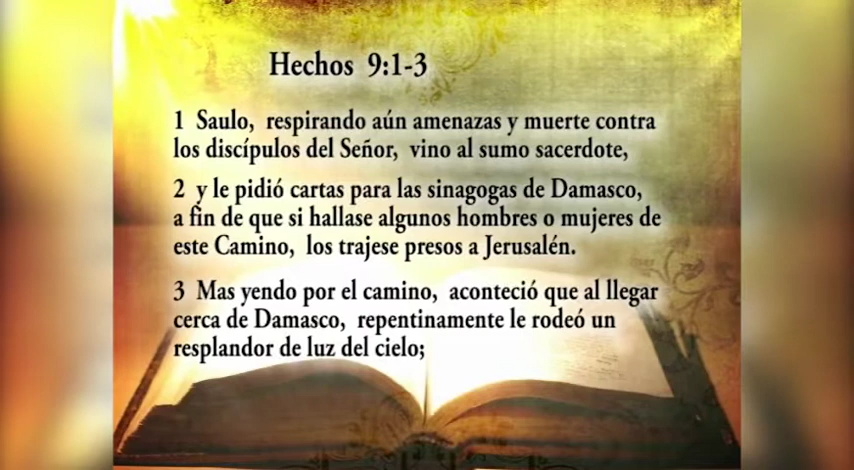 Hechos 9:1-3
1 Saulo, respirando aún amenazas y muerte contra
los discípulos del Señor, vino al sumo sacerdote,
2 y le pidió cartas para las sinagogas de Damasco,
a fin de que si hallase algunos hombres o mujeres de
este Camino, los trajese presos a Jerusalén.
3 Mas yendo por el camino, aconteció que al llegar
cerca de Damasco, repentinamente le rodeó un
resplandor de luz del cielo;